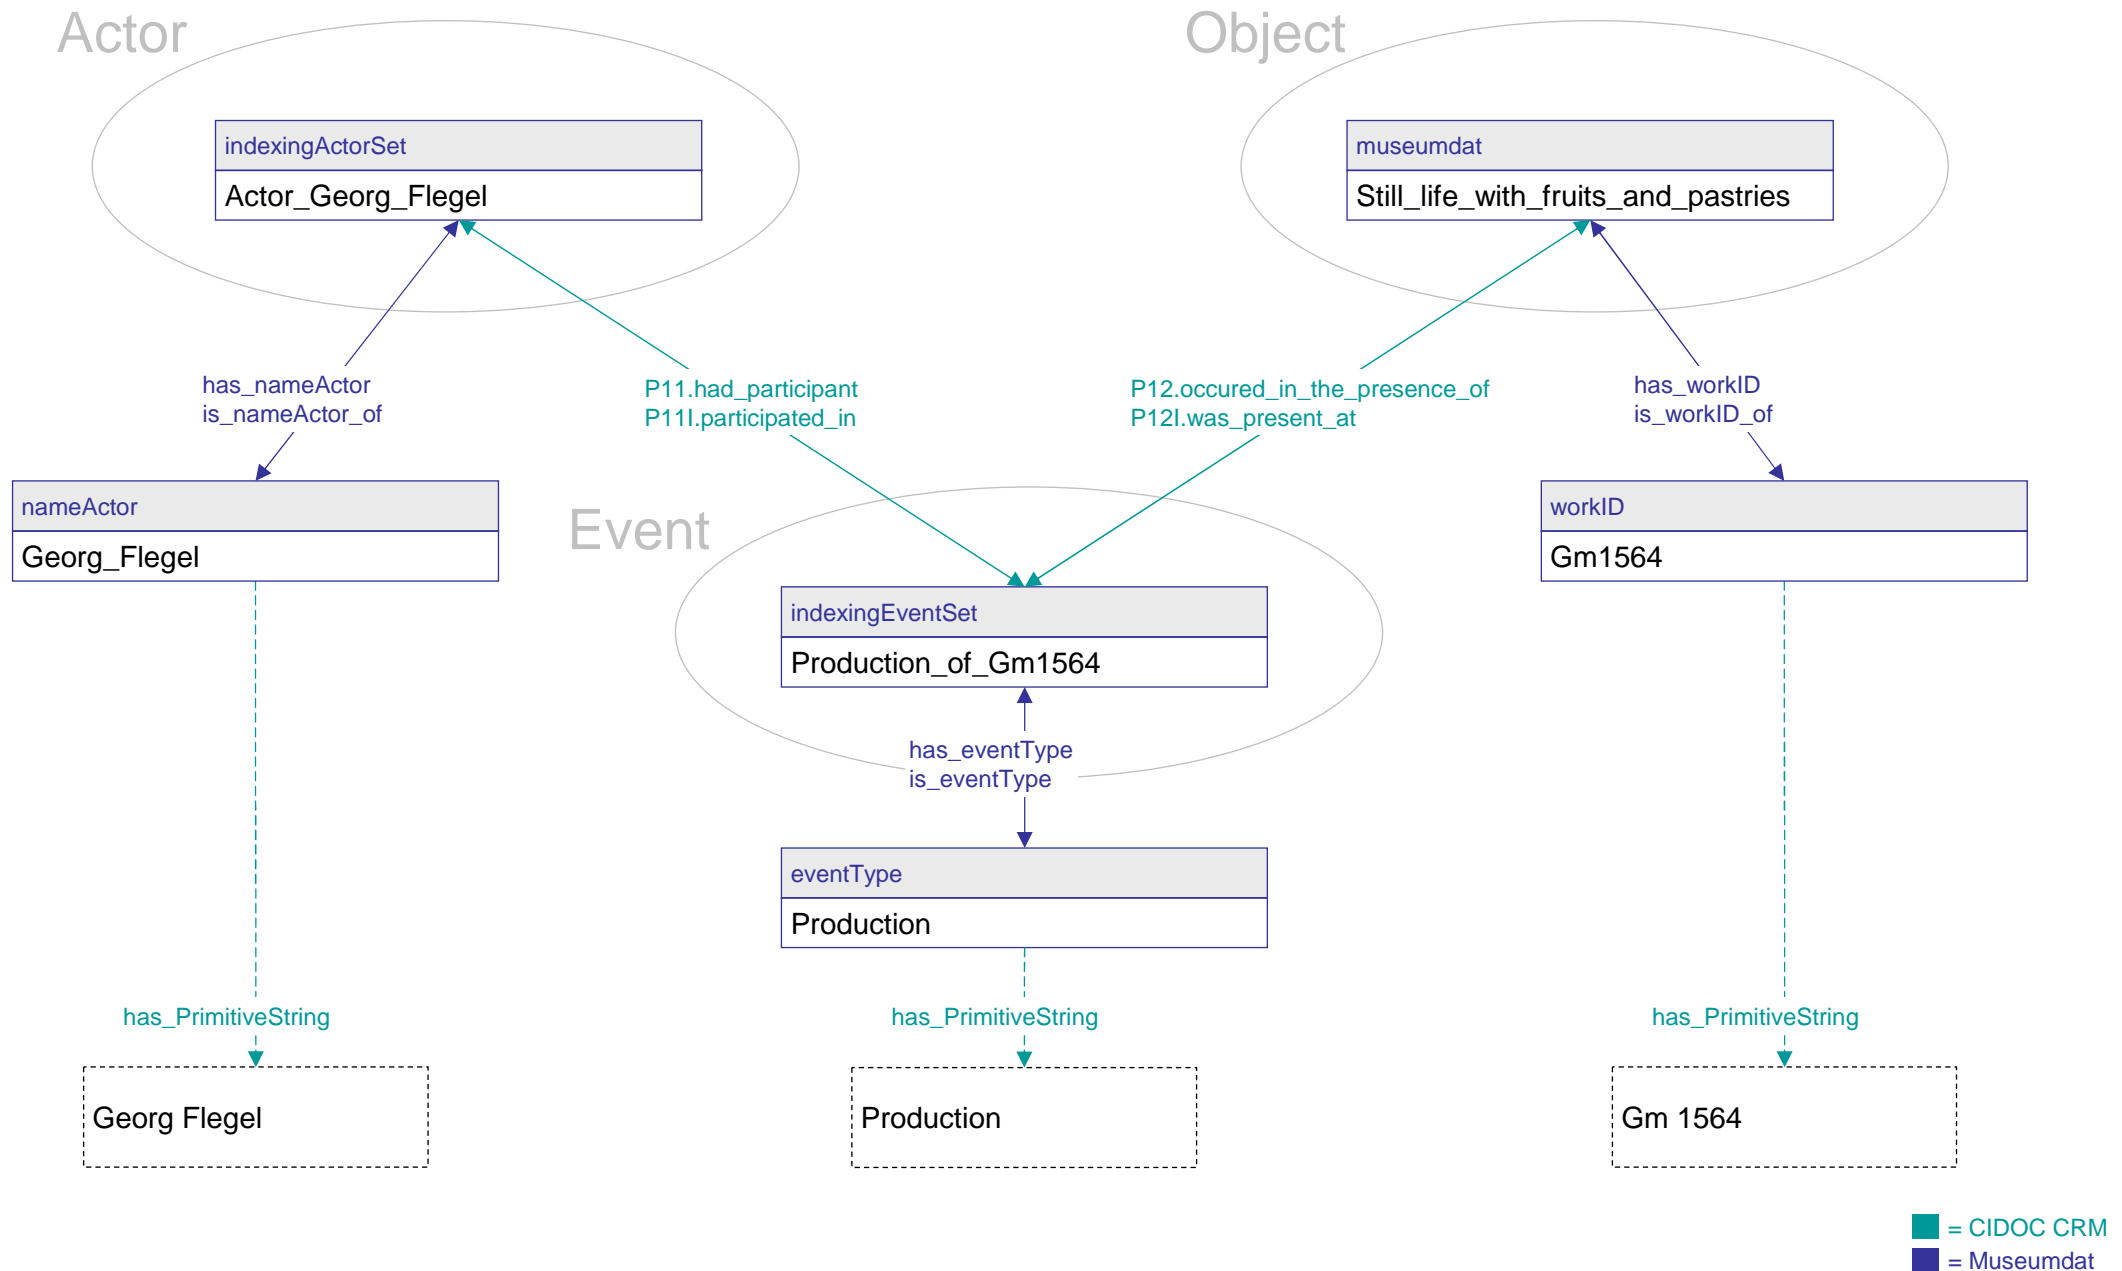 Actor
Object
indexingActorSet
Actor_Georg_Flegel
museumdat
Still_life_with_fruits_and_pastries
has_nameActor
is_nameActor_of
P11.had_participant
P11I.participated_in
P12.occured_in_the_presence_of
P12I.was_present_at
has_workID
is_workID_of
nameActor
Georg_Flegel
Event
workID
Gm1564
indexingEventSet
Production_of_Gm1564
has_eventType
is_eventType
eventType
Production
has_PrimitiveString
has_PrimitiveString
has_PrimitiveString
Georg Flegel
Production
Gm 1564
= CIDOC CRM
= Museumdat